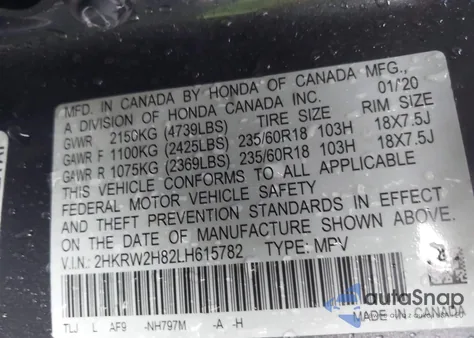 MFD. IN CANADA BY HONDA OF CANADA MFG.,
A DIVISION OF HONDA CANADA INC. 01/20
GVWR 2150KG (4739LBS) TIRE SIZE RIM SIZE
GAWR F 1100KG (2425LBS) 235/60R18 103H 18X7.5J
GAWR R 1075KG (2369LBS) 235/60R18 103H 18X7.5J
THIS VEHICLE CONFORMS TO ALL APPLICABLE
FEDERAL MOTOR VEHICLE SAFETY
AND THEFT PREVENTION STANDARDS IN EFFECT
ON THE DATE OF MANUFACTURE SHOWN ABOVE.
V.I.N.: 2HKRW2H82LH615782 TYPE: MPV
TLJ L AF9 -NH797M -A -H MADE IN CANADA
autoSnap